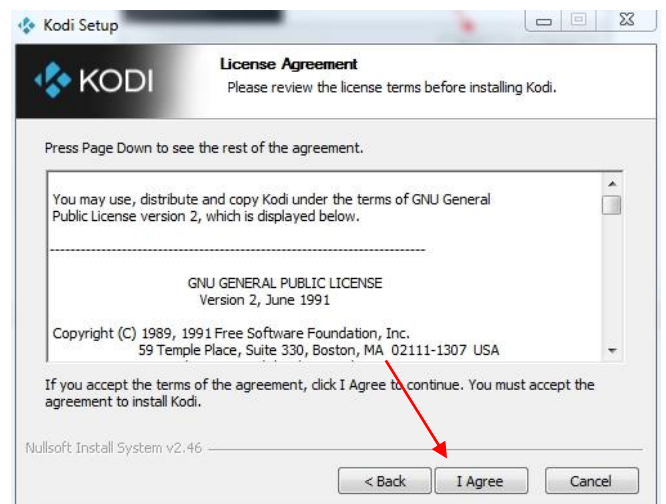 Kodi Setup
KODI
License Agreement
Please review the license terms before installing Kodi.
Press Page Down to see the rest of the agreement.
You may use, distribute and copy Kodi under the terms of GNU General
Public License version 2, which is displayed below.
-------------------------------------------------------------------------
GNU GENERAL PUBLIC LICENSE
Version 2, June 1991
Copyright (C) 1989, 1991 Free Software Foundation, Inc.
59 Temple Place, Suite 330, Boston, MA 02111-1307 USA
If you accept the terms of the agreement, click I Agree to continue. You must accept the
agreement to install Kodi.
Nullsoft Install System v2.46
< Back
I Agree
Cancel